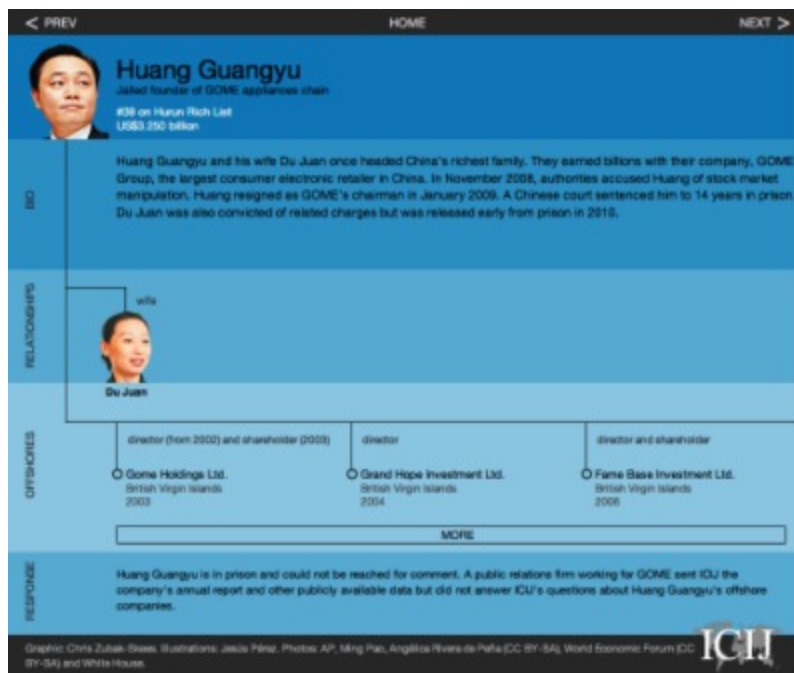 < PREV
HOME
NEXT >
Huang Guangyu
Jailed founder of GOME appliances chain
#39 on Hurun Rich List
US$3.250 billion
BIO
Huang Guangyu and his wife Du Juan once headed China's richest family. They earned billions with their company, GOME
Group, the largest consumer electronic retailer in China. In November 2008, authorities accused Huang of stock market
manipulation. Huang resigned as GOME's chairman in January 2009. A Chinese court sentenced him to 14 years in prison.
Du Juan was also convicted of related charges but was released early from prison in 2010.
RELATIONSHIPS
wife
Du Juan
OFFSHORES
director (from 2002) and shareholder (2003)
director
director and shareholder
Gome Holdings Ltd.
Grand Hope Investment Ltd.
Fame Base Investment Ltd.
British Virgin Islands
British Virgin Islands
British Virgin Islands
2003
2004
MORE
RESPONSE
Huang Guangyu is in prison and could not be reached for comment. A public relations firm working for GOME sent ICIJ the
company's annual report and other publicly available data but did not answer ICIJ's questions about Huang Guangyu's offshore
companies.
Graphic: Chris Zubak-Skees. Illustrations: Jesús Pérez. Photos: AP, Ming Pao, Angélica Rivera de Peña (CC BY-SA), World Economic Forum (CC
BY-SA) and White House.
ICIJ